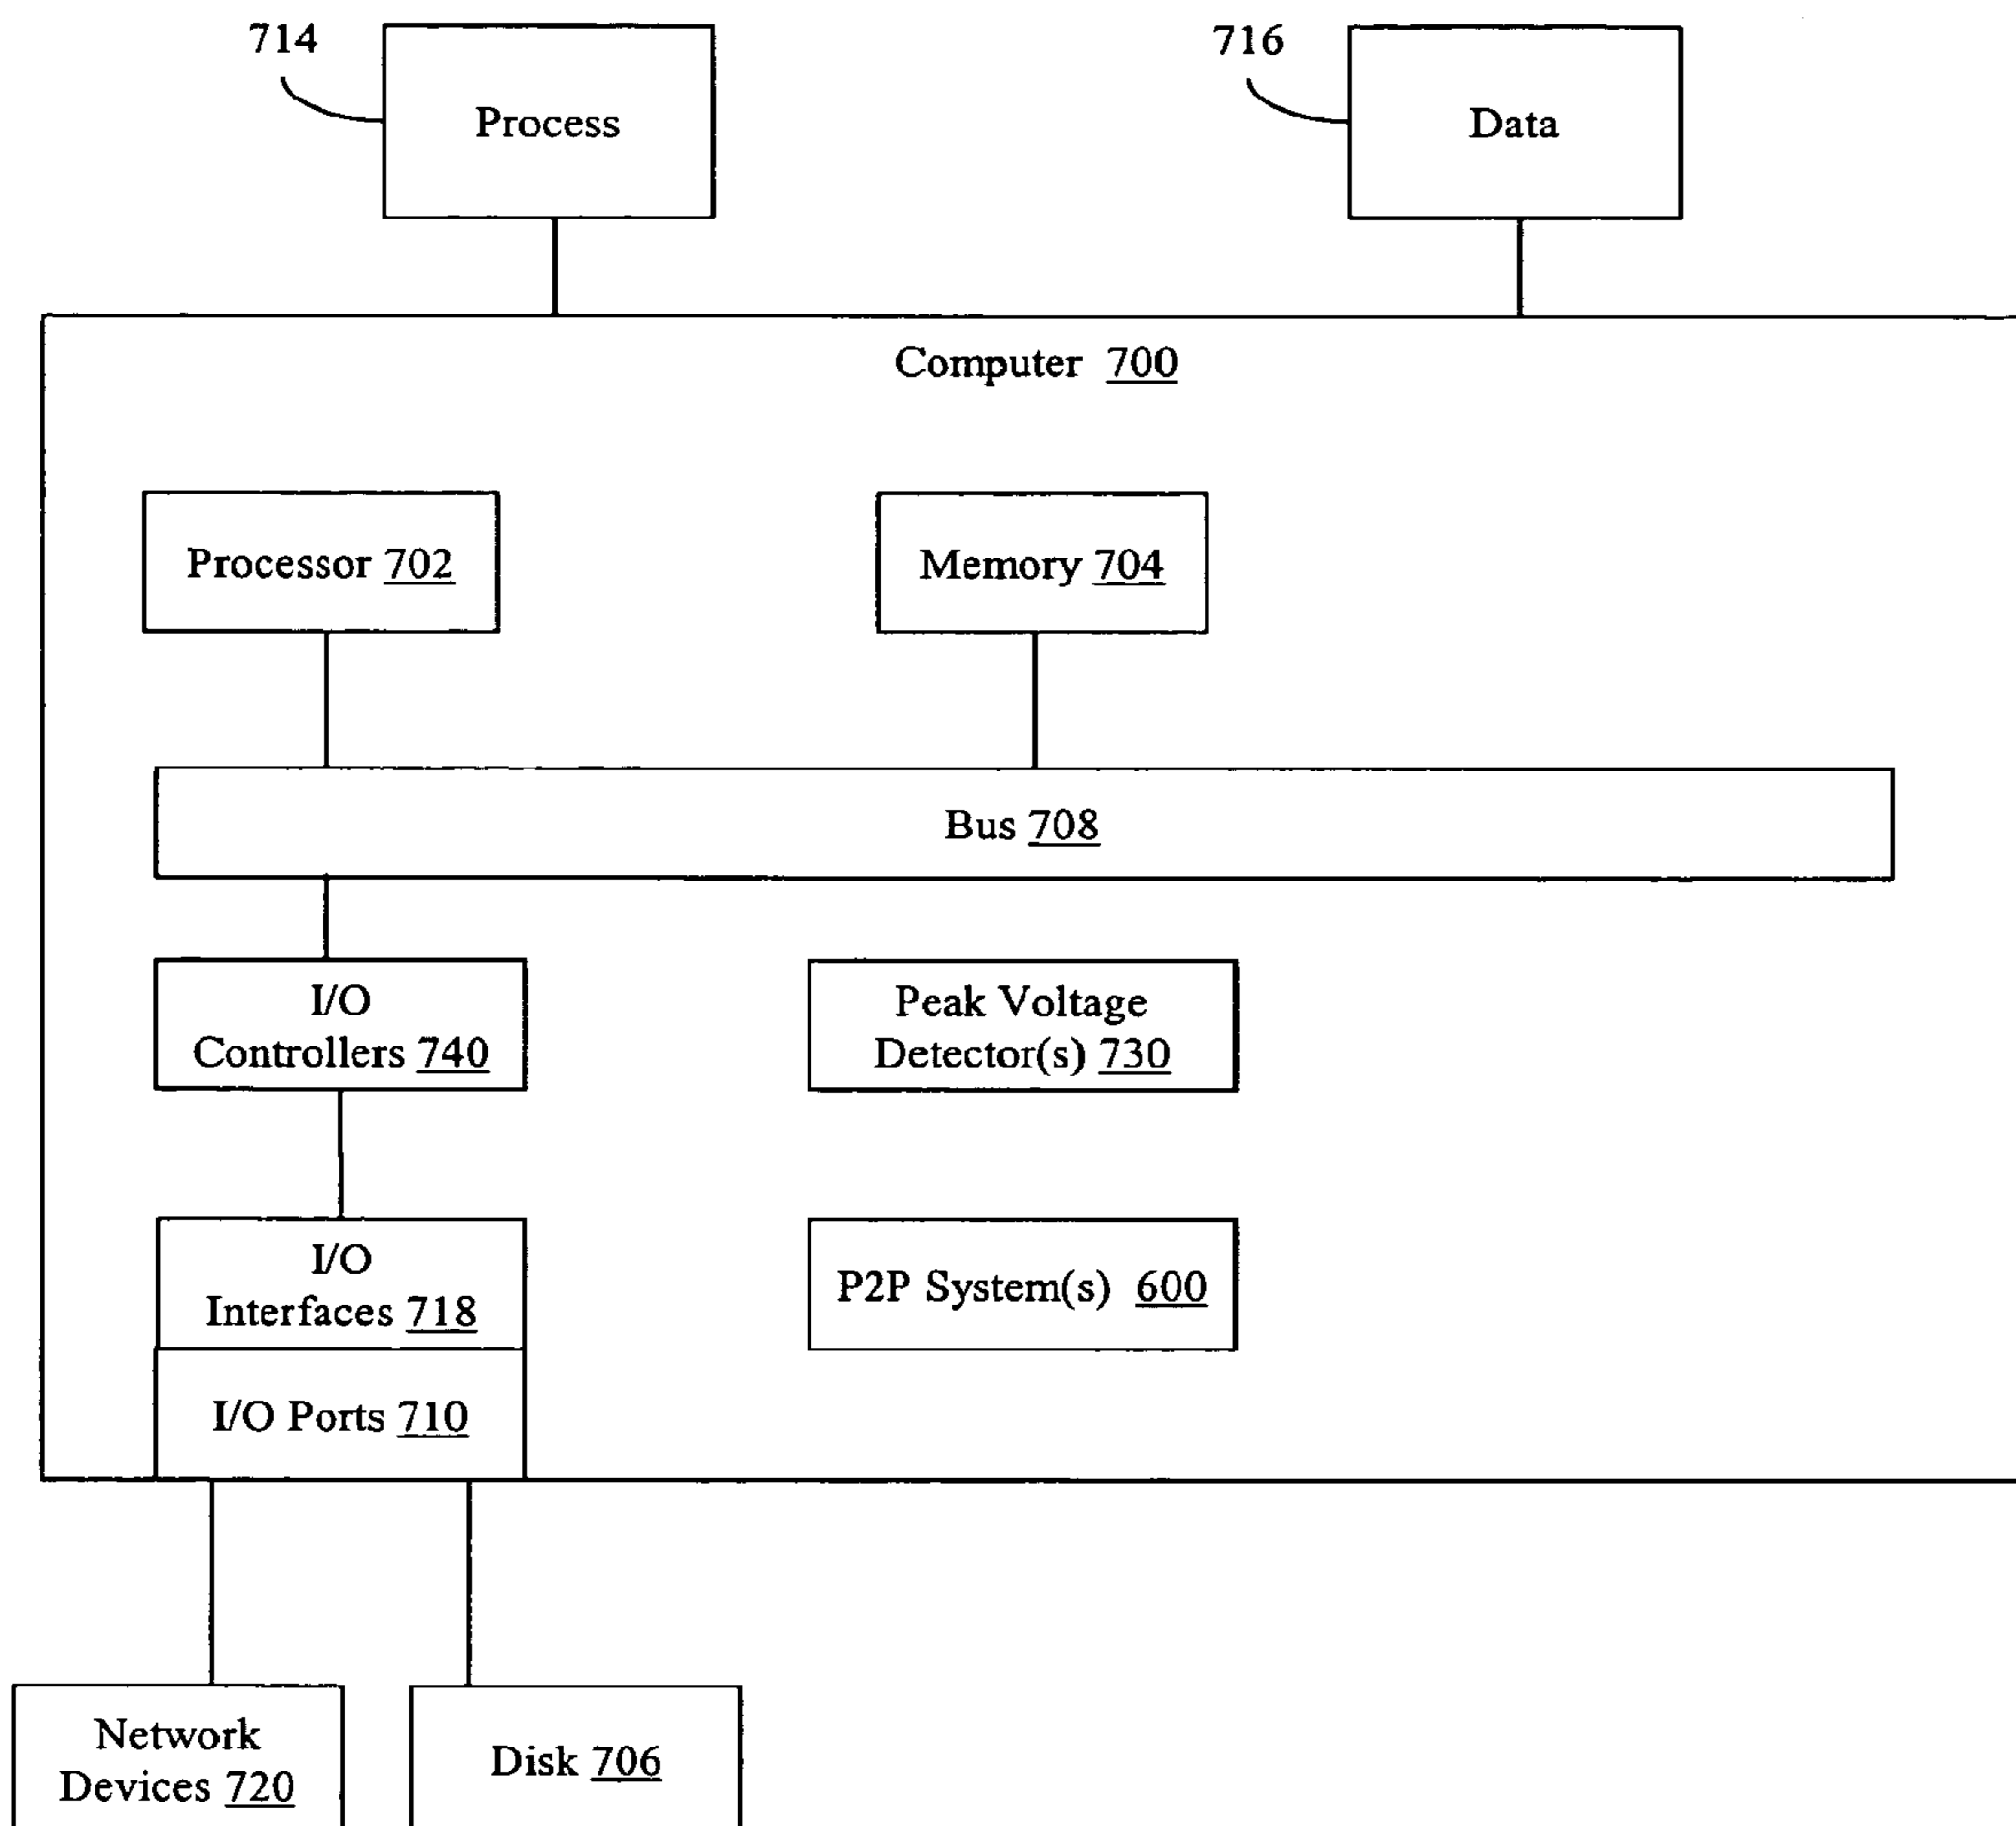 714
Process
716
Data
Computer 700
Processor 702
Memory 704
Bus 708
I/O
Controllers 740
Peak Voltage
Detector(s) 730
I/O
Interfaces 718
P2P System(s) 600
I/O Ports 710
Network
Devices 720
Disk 706